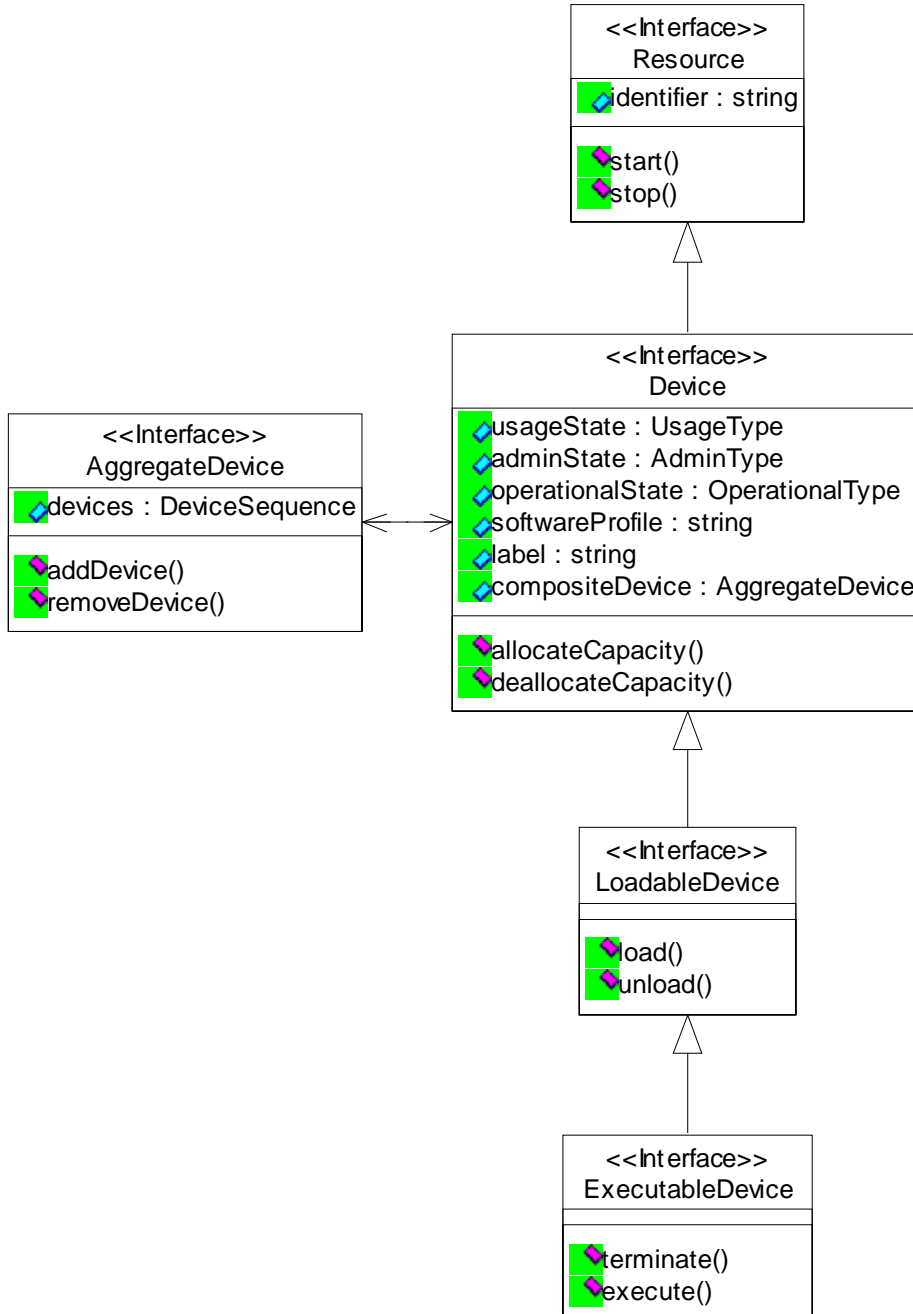 <<Interface>>
Resource
identifier : string
start()
stop()
<<Interface>>
Device
usageState : UsageType
adminState : AdminType
operationalState : OperationalType
softwareProfile : string
label : string
compositeDevice : AggregateDevice
allocateCapacity()
deallocateCapacity()
<<Interface>>
AggregateDevice
devices : DeviceSequence
addDevice()
removeDevice()
<<Interface>>
LoadableDevice
load()
unload()
<<Interface>>
ExecutableDevice
terminate()
execute()